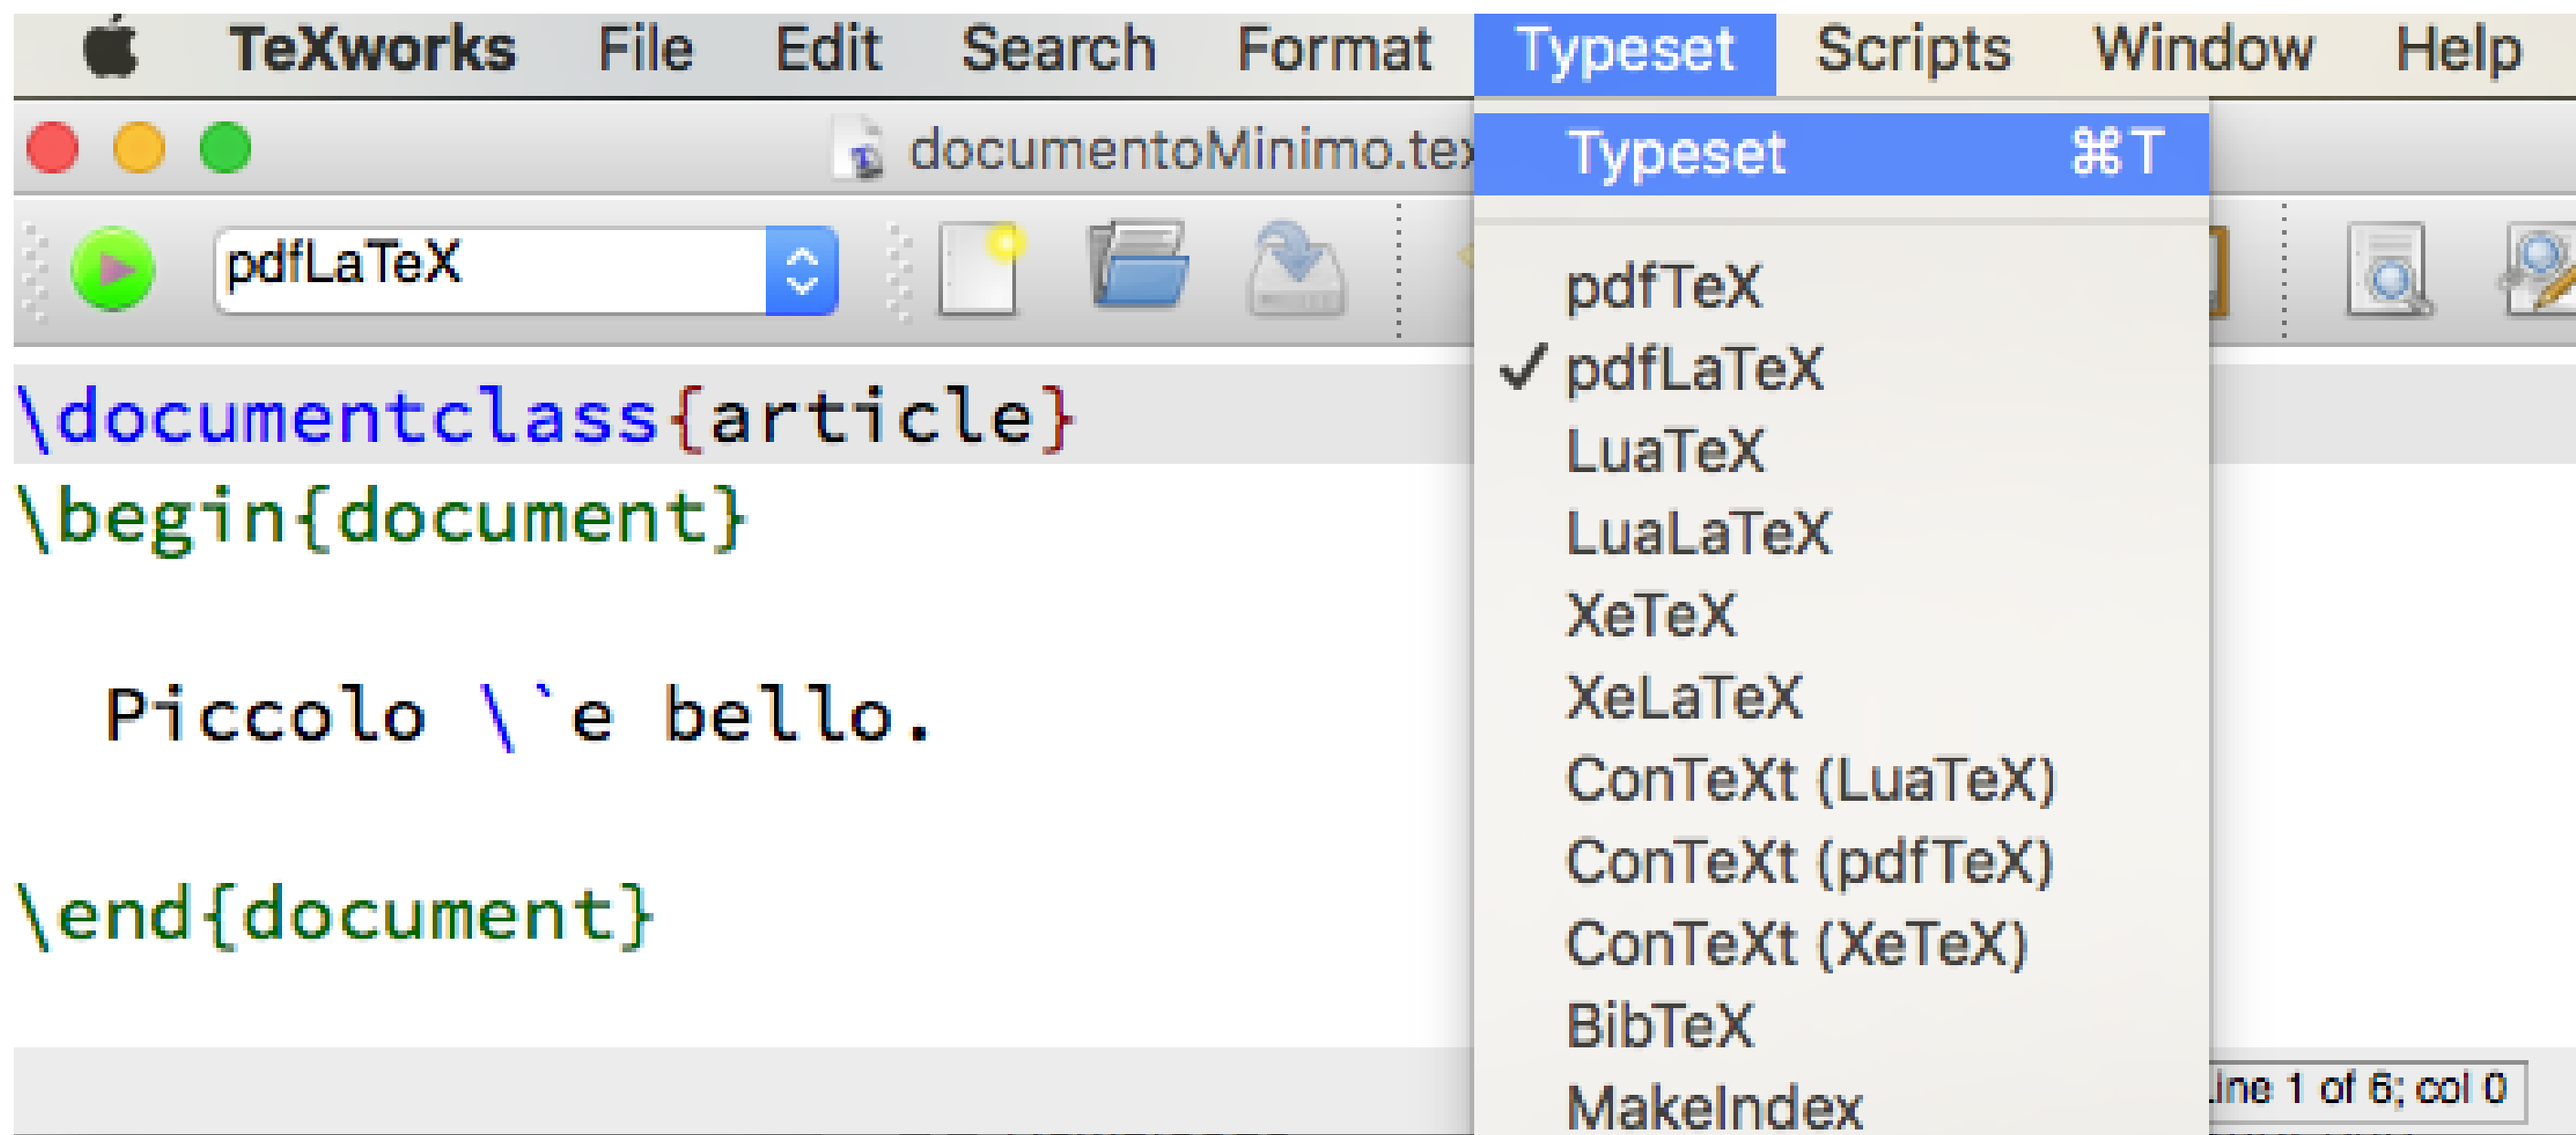 TeXworks File Edit Search Format Typeset Scripts Window Help
documentoMinimo.tex
Typeset ⌘T
pdfLaTeX
pdfTeX
✓ pdfLaTeX
LuaTeX
LuaLaTeX
XeTeX
XeLaTeX
ConTeXt (LuaTeX)
ConTeXt (pdfTeX)
ConTeXt (XeTeX)
BibTeX
MakeIndex
\documentclass{article}
\begin{document}
Piccolo \`e bello.
\end{document}
Line 1 of 6; col 0